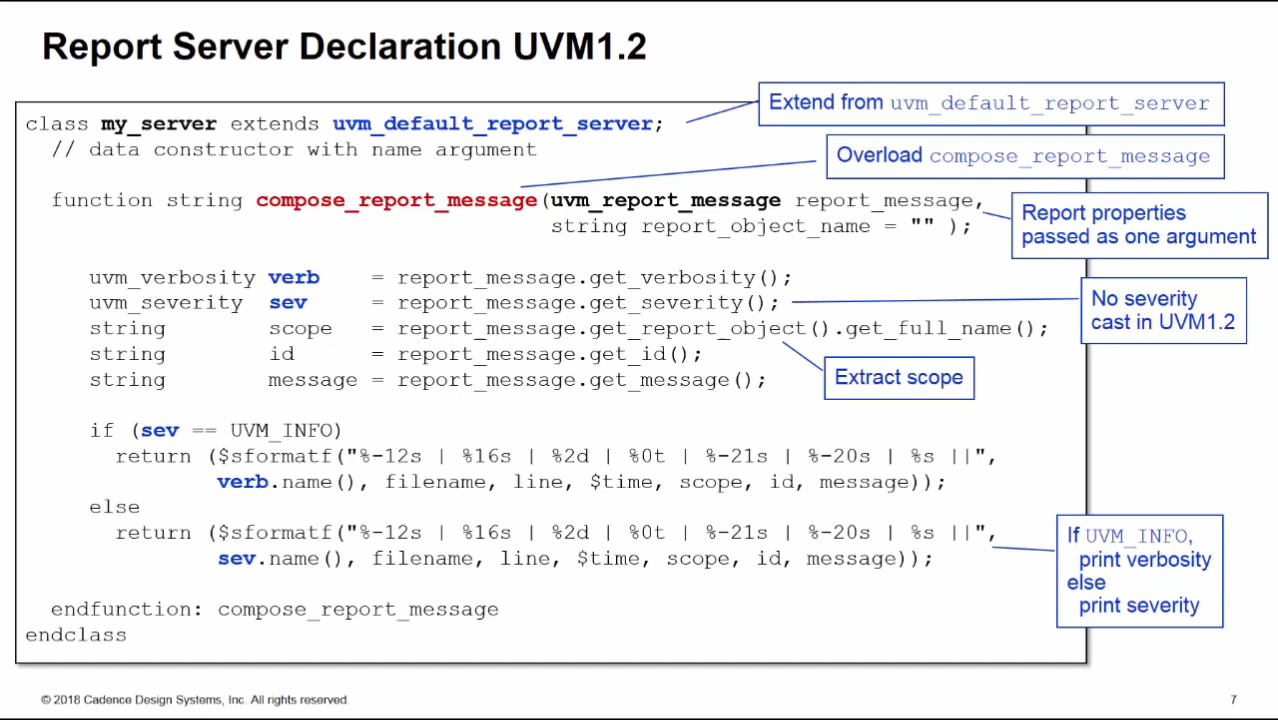 Report Server Declaration UVM1.2
Extend from uvm_default_report_server
class my_server extends uvm_default_report_server;
// data constructor with name argument
Overload compose_report_message
function string compose_report_message(uvm_report_message report_message,
string report_object_name = "" );
Report properties
passed as one argument
uvm_verbosity verb = report_message.get_verbosity();
uvm_severity sev = report_message.get_severity();
string scope = report_message.get_report_object().get_full_name();
string id = report_message.get_id();
string message = report_message.get_message();
No severity
cast in UVM1.2
Extract scope
if (sev == UVM_INFO)
return ($sformatf("%-12s | %16s | %2d | %0t | %-21s | %-20s | %s ||",
verb.name(), filename, line, $time, scope, id, message));
else
return ($sformatf("%-12s | %16s | %2d | %0t | %-21s | %-20s | %s ||",
sev.name(), filename, line, $time, scope, id, message));
If UVM_INFO,
print verbosity
else
print severity
endfunction: compose_report_message
endclass
© 2018 Cadence Design Systems, Inc. All rights reserved.
7